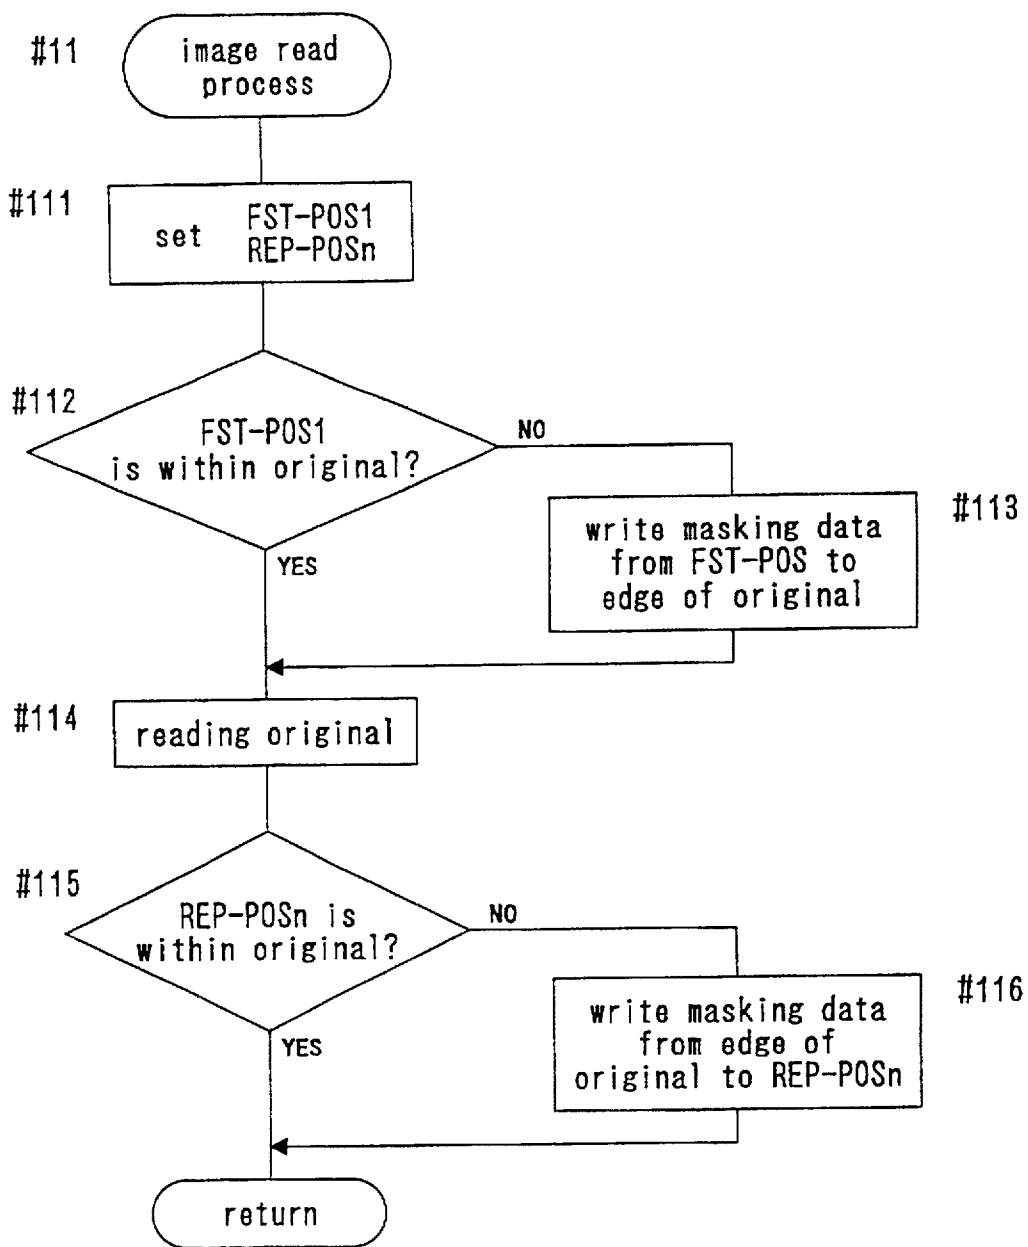 #11
image read
process
#111
set FST-POS1
REP-POSn
#112
FST-POS1
is within original?
NO
YES
#113
write masking data
from FST-POS to
edge of original
#114
reading original
#115
REP-POSn is
within original?
NO
YES
#116
write masking data
from edge of
original to REP-POSn
return